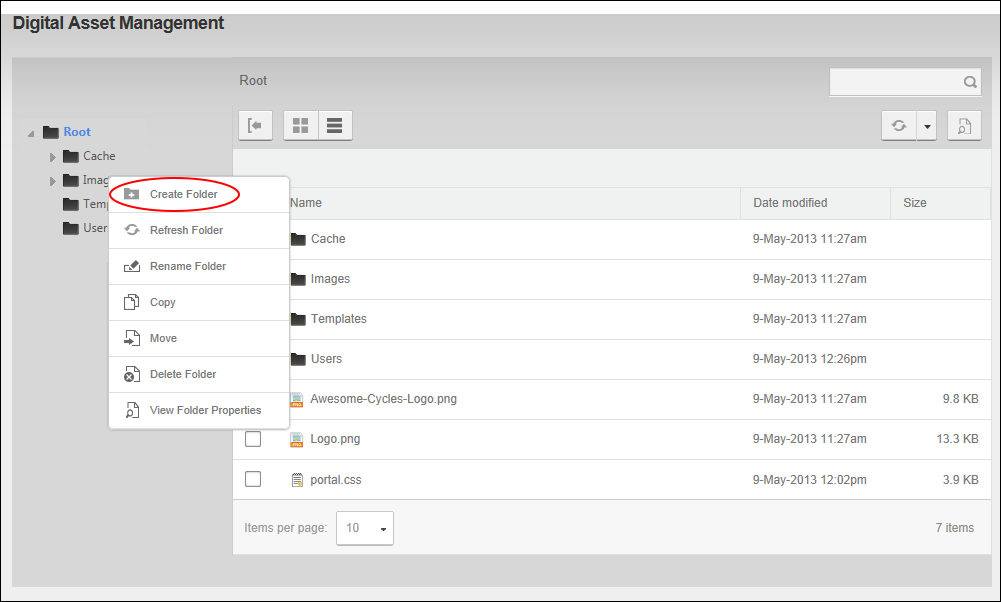 Digital Asset Management
Root
Root
Cache
Imag
Temp
User
Create Folder
Refresh Folder
Rename Folder
Copy
Move
Delete Folder
View Folder Properties
Name Date modified Size
Cache 9-May-2013 11:27am
Images 9-May-2013 11:27am
Templates 9-May-2013 11:27am
Users 9-May-2013 12:26pm
Awesome-Cycles-Logo.png 9-May-2013 11:27am 9.8 KB
Logo.png 9-May-2013 11:27am 13.3 KB
portal.css 9-May-2013 12:02pm 3.9 KB
Items per page: 10 7 items